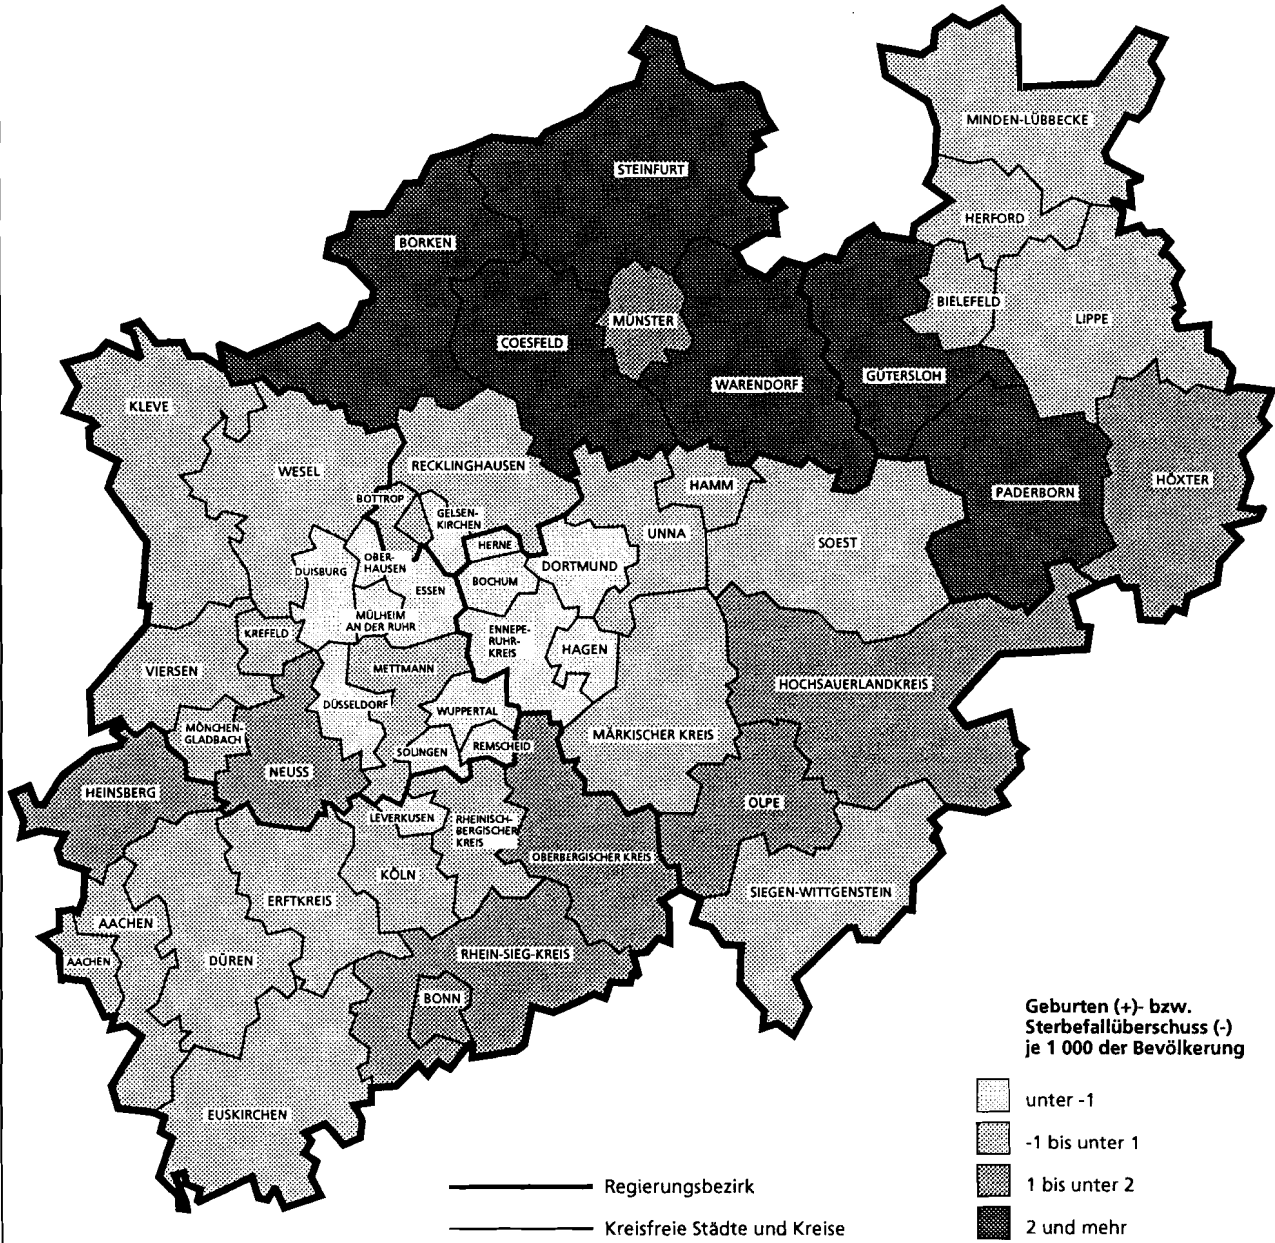 MINDEN-LÜBBECKE
STEINFURT
HERFORD
BORKEN
BIELEFELD
LIPPE
MÜNSTER
COESFELD
GÜTERSLOH
WARENDORF
KLEVE
WESEL
RECKLINGHAUSEN
HÖXTER
HAMM
PADERBORN
BOTTROP
GELSEN-
KIRCHEN
UNNA
SOEST
HERNE
OBER-
HAUSEN
DORTMUND
DUISBURG
BOCHUM
ESSEN
MÜLHEIM
AN DER RUHR
KREFELD
ENNEPE-
RUHR-
KREIS
HAGEN
VIERSEN
METTMANN
HOCHSAUERLANDKREIS
DÜSSELDORF
WUPPERTAL
MÖNCHEN-
GLADBACH
MÄRKISCHER KREIS
SOLINGEN
REMSCHEID
NEUSS
HEINSBERG
OLPE
LEVERKUSEN
RHEINISCH-
BERGISCHER
KREIS
OBERBERGISCHER KREIS
KÖLN
SIEGEN-WITTGENSTEIN
ERFTKREIS
AACHEN
RHEIN-SIEG-KREIS
AACHEN
DÜREN
BONN
EUSKIRCHEN
Geburten (+)- bzw.
Sterbefallüberschuss (-)
je 1 000 der Bevölkerung
unter -1
-1 bis unter 1
1 bis unter 2
2 und mehr
Regierungsbezirk
Kreisfreie Städte und Kreise